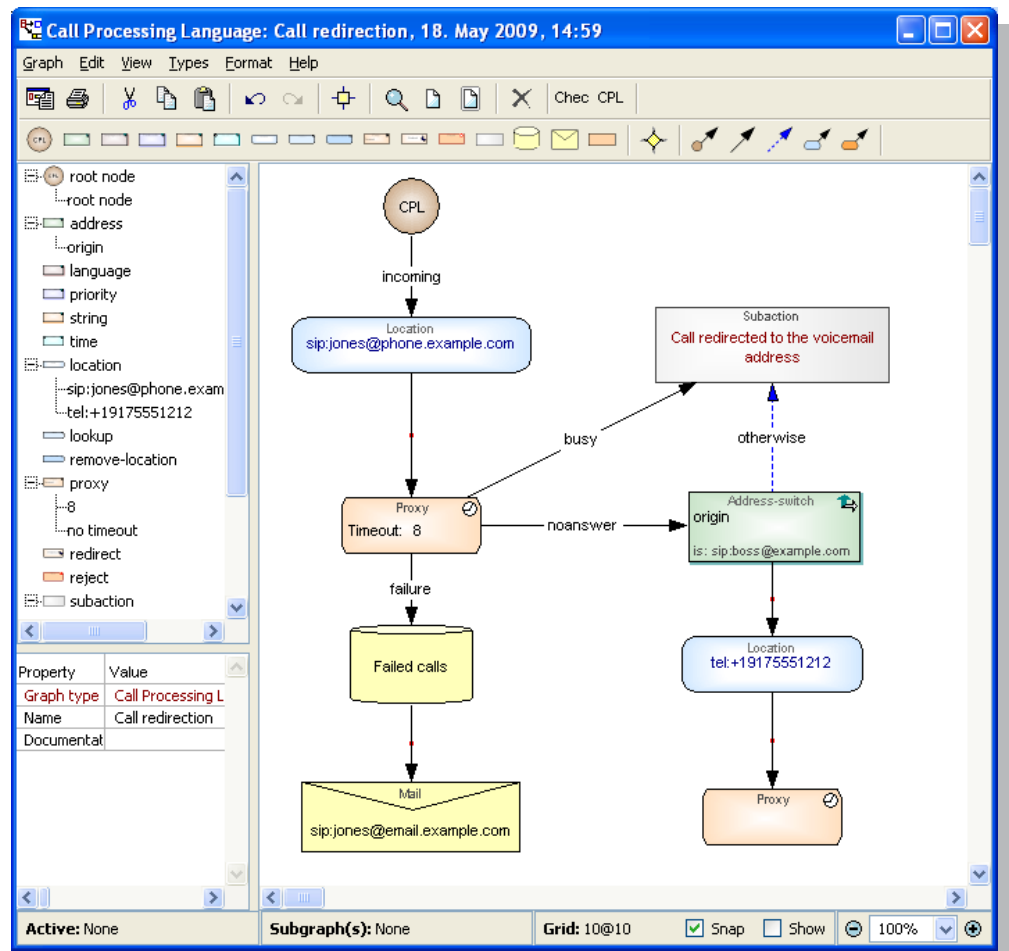 Call Processing Language: Call redirection, 18. May 2009, 14:59
Graph Edit View Types Format Help
Chec CPL
CPL
root node
root node
address
origin
language
priority
string
time
location
sip:jones@phone.exam
tel:+19175551212
lookup
remove-location
proxy
8
no timeout
redirect
reject
subaction
Property Value
Graph type Call Processing L
Name Call redirection
Documentat
CPL
incoming
Location
sip:jones@phone.example.com
Subaction
Call redirected to the voicemail
address
busy
otherwise
Proxy
Timeout: 8
noanswer
Address-switch
origin
is: sip:boss@example.com
failure
Failed calls
Location
tel:+19175551212
Mail
sip:jones@email.example.com
Proxy
Active: None
Subgraph(s): None
Grid: 10@10
Snap
Show
100%